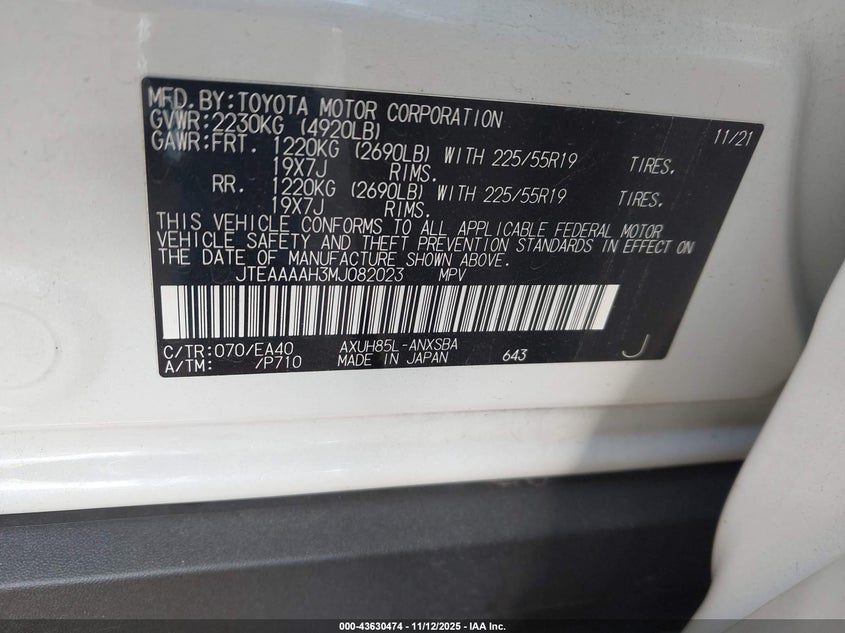 MFD. BY: TOYOTA MOTOR CORPORATION 11/21
GVWR: 2230KG (4920LB)
GAWR: FRT. 1220KG (2690LB) WITH 225/55R19 TIRES.
19X7J RIMS.
RR. 1220KG (2690LB) WITH 225/55R19 TIRES.
19X7J RIMS.
THIS VEHICLE CONFORMS TO ALL APPLICABLE FEDERAL MOTOR
VEHICLE SAFETY AND THEFT PREVENTION STANDARDS IN EFFECT ON
THE DATE OF MANUFACTURE SHOWN ABOVE.
JTEAAAAH3MJ082023 MPV
C/TR: 070/EA40 AXUH85L-ANXSBA 643 J
A/TM: /P710 MADE IN JAPAN
000-43630474 - 11/12/2025 - IAA Inc.